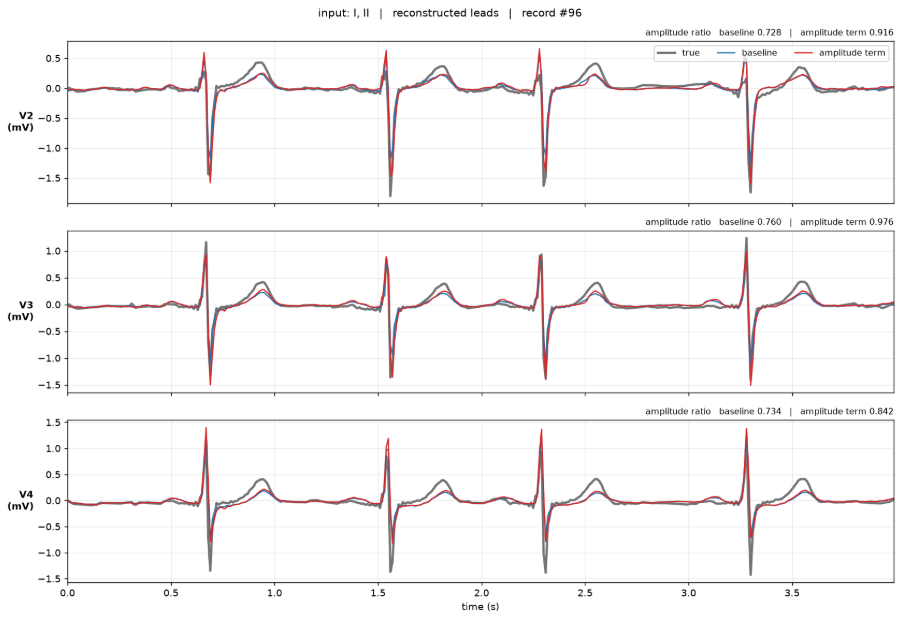 input: I, II | reconstructed leads | record #96
amplitude ratio baseline 0.728 | amplitude term 0.916
true baseline amplitude term
V2
(mV)
0.5
0.0
−0.5
−1.0
−1.5
amplitude ratio baseline 0.760 | amplitude term 0.976
V3
(mV)
1.0
0.5
0.0
−0.5
−1.0
−1.5
amplitude ratio baseline 0.734 | amplitude term 0.842
V4
(mV)
1.5
1.0
0.5
0.0
−0.5
−1.0
−1.5
0.0 0.5 1.0 1.5 2.0 2.5 3.0 3.5
time (s)